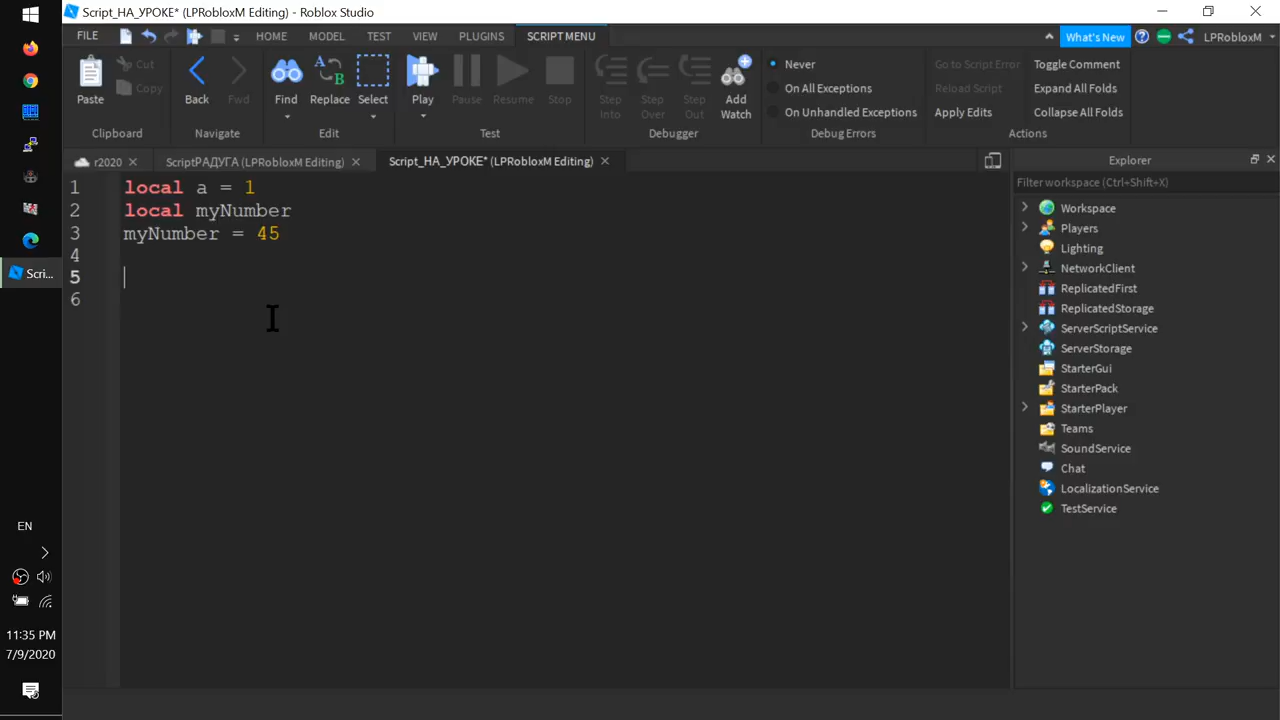 Script_НА_УРОКЕ* (LPRobloxM Editing) - Roblox Studio
FILE HOME MODEL TEST VIEW PLUGINS SCRIPT MENU What's New LPRobloxM
Paste Cut Copy
Clipboard
Back Fwd
Navigate
Find Replace Select
Edit
Play Pause Resume Stop
Test
Step Into Step Over Step Out Add Watch
Debugger
Never
On All Exceptions
On Unhandled Exceptions
Debug Errors
Go to Script Error Toggle Comment
Reload Script Expand All Folds
Apply Edits Collapse All Folds
Actions
r2020 ScriptРАДУГА (LPRobloxM Editing) Script_НА_УРОКЕ* (LPRobloxM Editing)
1 local a = 1
2 local myNumber
3 myNumber = 45
4
5
6
Explorer
Filter workspace (Ctrl+Shift+X)
Workspace
Players
Lighting
NetworkClient
ReplicatedFirst
ReplicatedStorage
ServerScriptService
ServerStorage
StarterGui
StarterPack
StarterPlayer
Teams
SoundService
Chat
LocalizationService
TestService
Scri...
EN
11:35 PM
7/9/2020